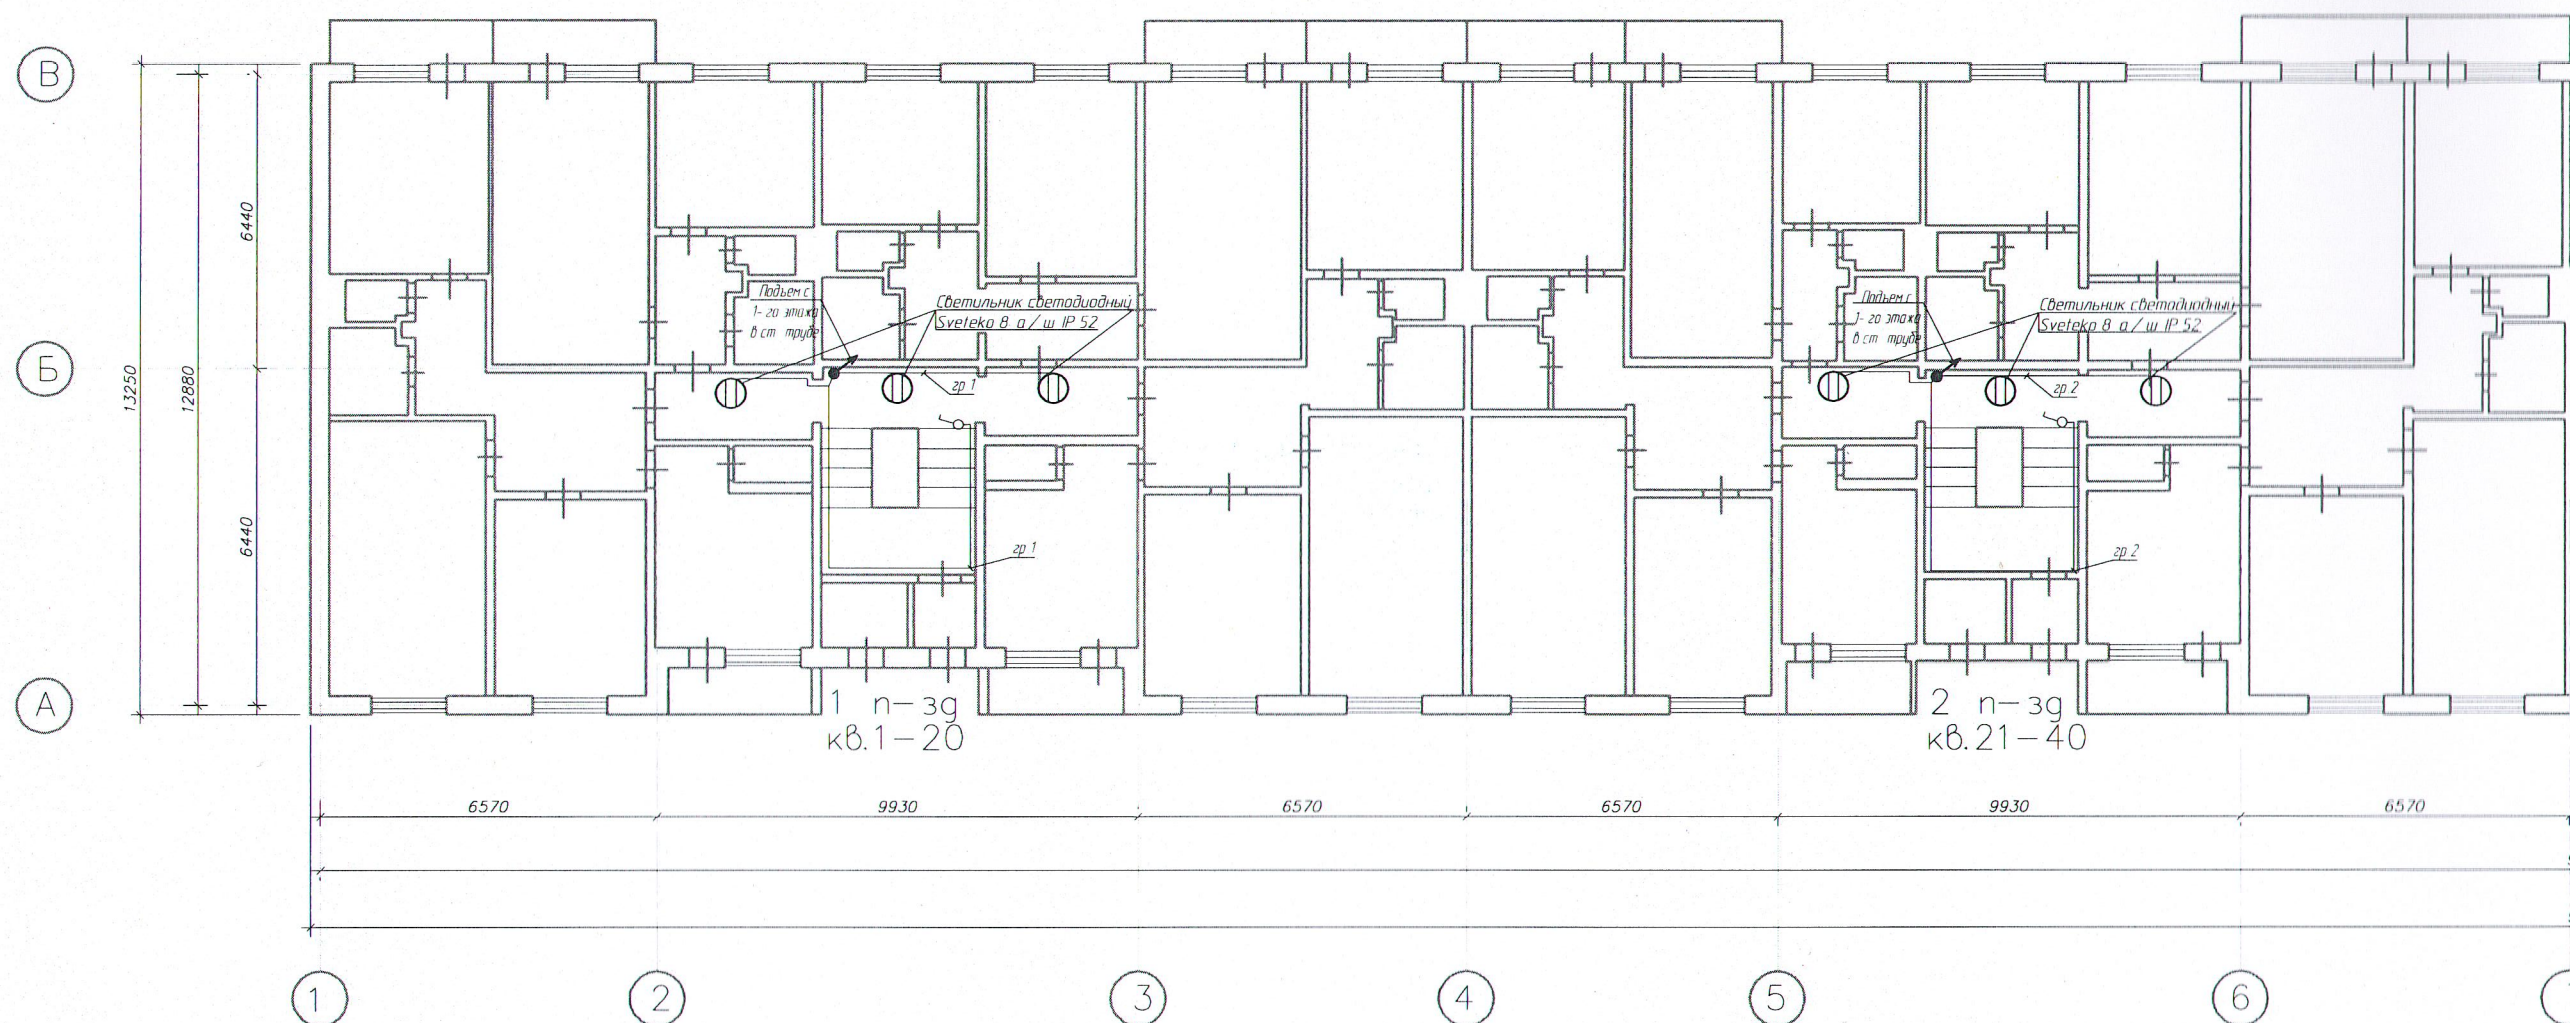 В
Б
А
13250
12880
6440
6440
Подъем с
1-го этажа
в ст трубе
Светильник светодиодный
Sveteko 8 а/ш IP 52
гр 1
гр 1
Подъем с
1-го этажа
в ст трубе
Светильник светодиодный
Sveteko 8 а/ш IP 52
гр 2
гр 2
1 п-зд
кв.1-20
2 п-зд
кв.21-40
6570
9930
6570
6570
9930
6570
1
2
3
4
5
6